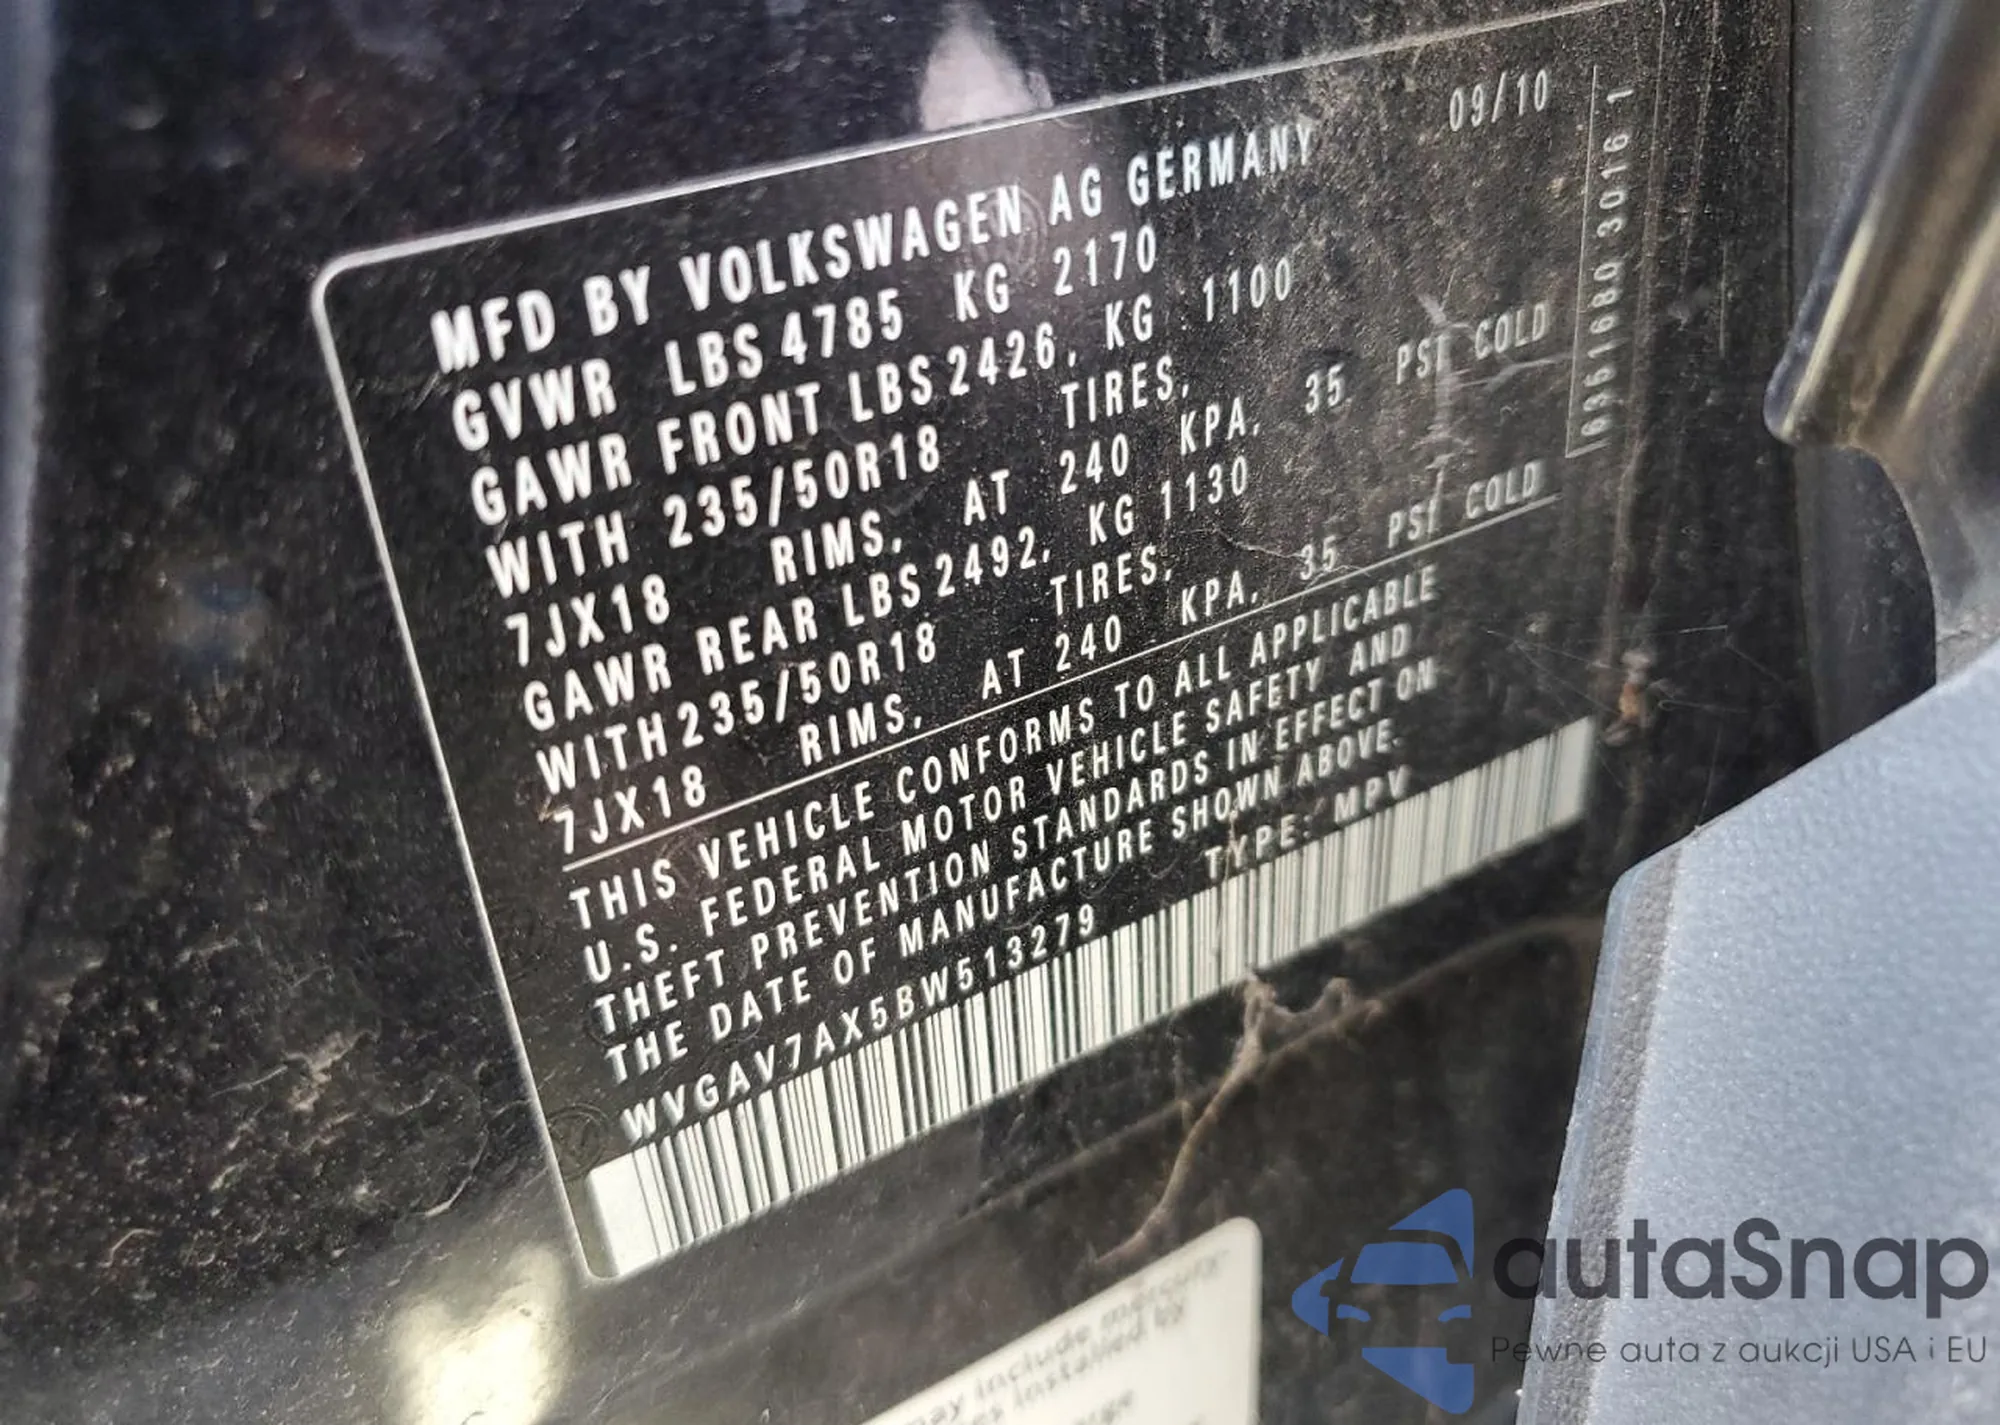 09/10
MFD BY VOLKSWAGEN AG GERMANY
GVWR LBS 4785 KG 2170
GAWR FRONT LBS 2426, KG 1100
WITH 235/50R18 TIRES,
7JX18 RIMS, AT 240 KPA, 35 PSI COLD
GAWR REAR LBS 2492, KG 1130
WITH 235/50R18 TIRES,
7JX18 RIMS, AT 240 KPA, 35 PSI COLD
THIS VEHICLE CONFORMS TO ALL APPLICABLE
U.S. FEDERAL MOTOR VEHICLE SAFETY AND
THEFT PREVENTION STANDARDS IN EFFECT ON
THE DATE OF MANUFACTURE SHOWN ABOVE.
WVGAV7AX5BW513279 TYPE: MPV
3016 1
may include
installed by
autaSnap
Pewne auta z aukcji USA i EU